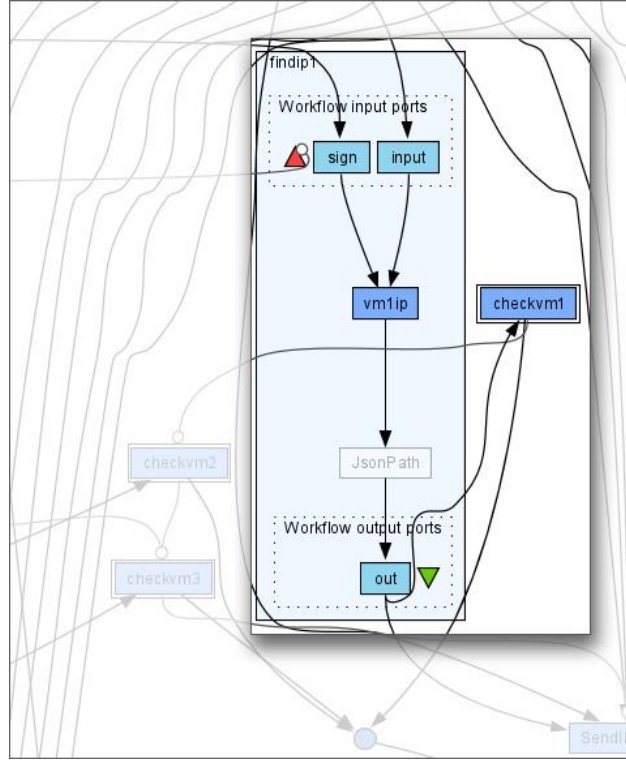 findip1
Workflow input ports
sign
input
vm1ip
checkvm1
checkvm2
JsonPath
Workflow output ports
out
checkvm3